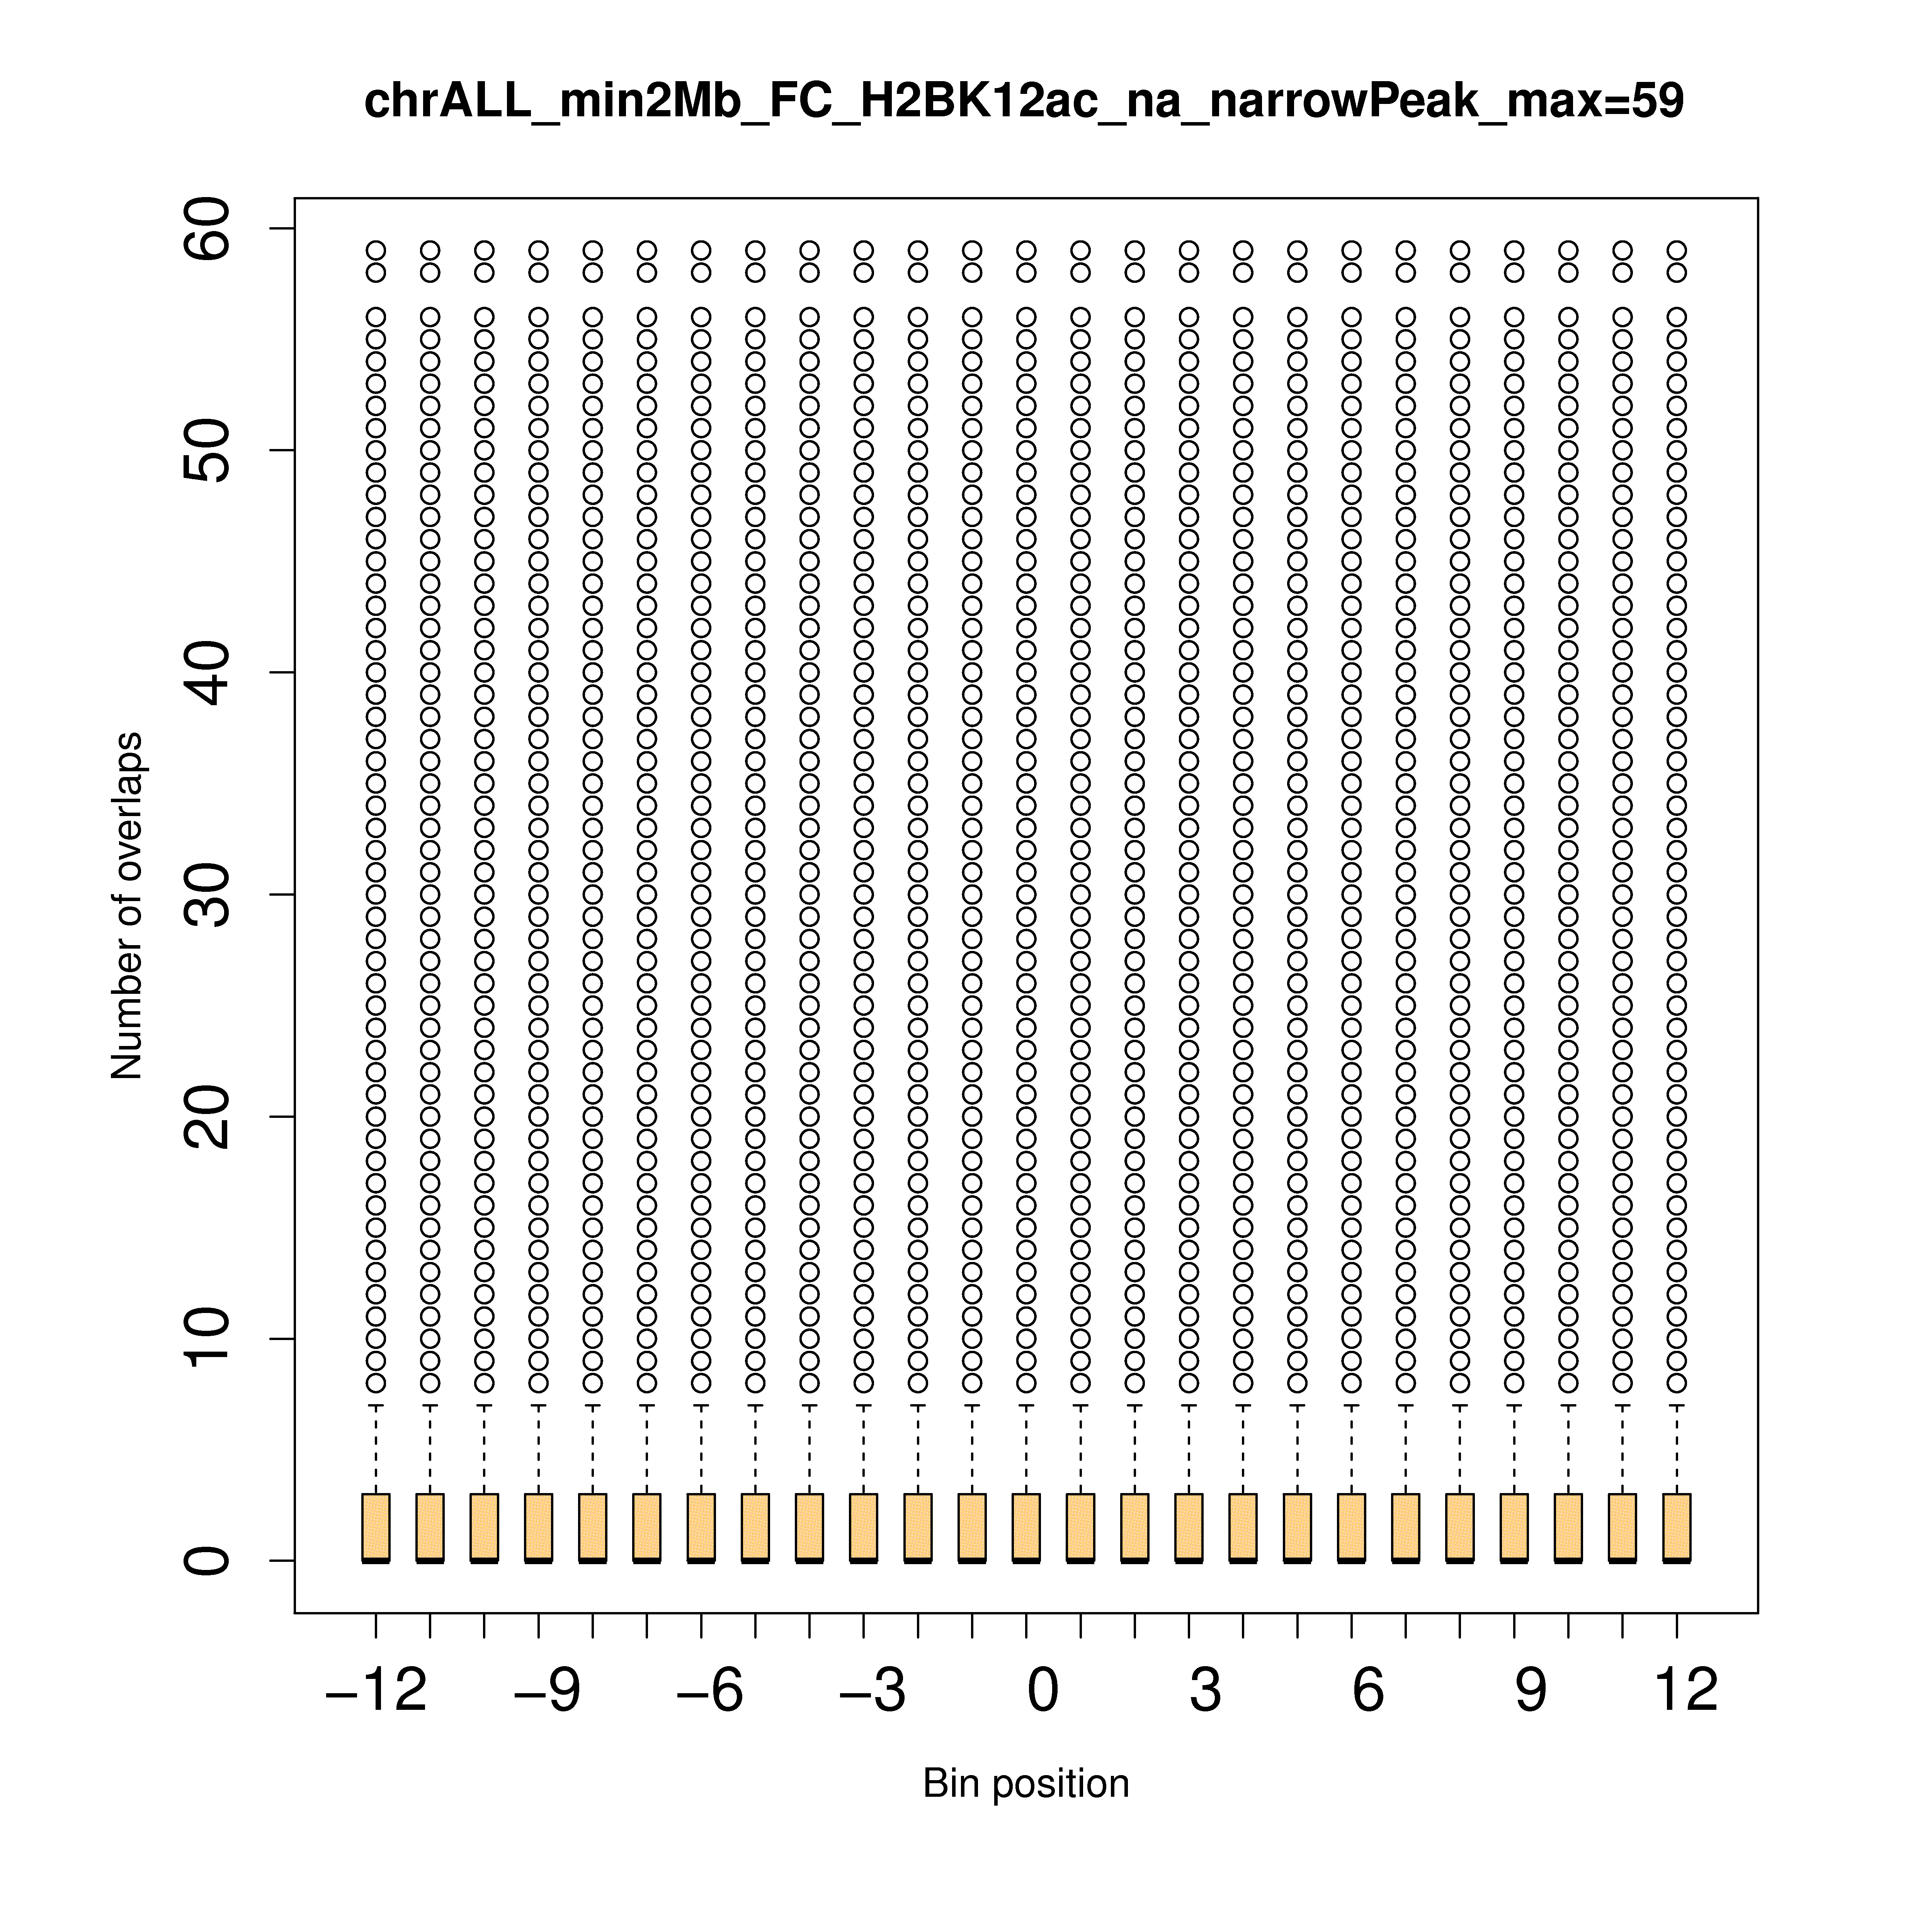 chrALL_min2Mb_FC_H2BK12ac_na_narrowPeak_max=59
60
50
40
30
20
10
0
Number of overlaps
−12 −9 −6 −3 0 3 6 9 12
Bin position